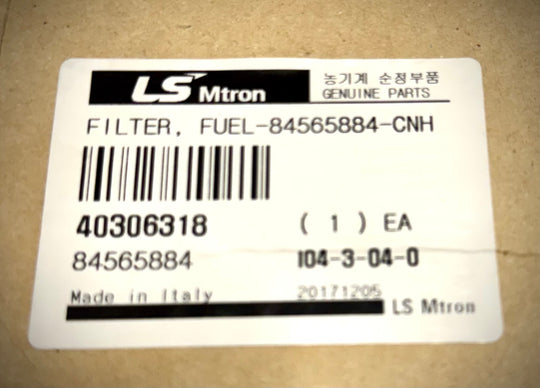 LS Mtron 농기계 순정부품
GENUINE PARTS
FILTER, FUEL-84565884-CNH
40306318 ( 1 ) EA
84565884 104-3-04-0
Made in Italy 20171205
LS Mtron